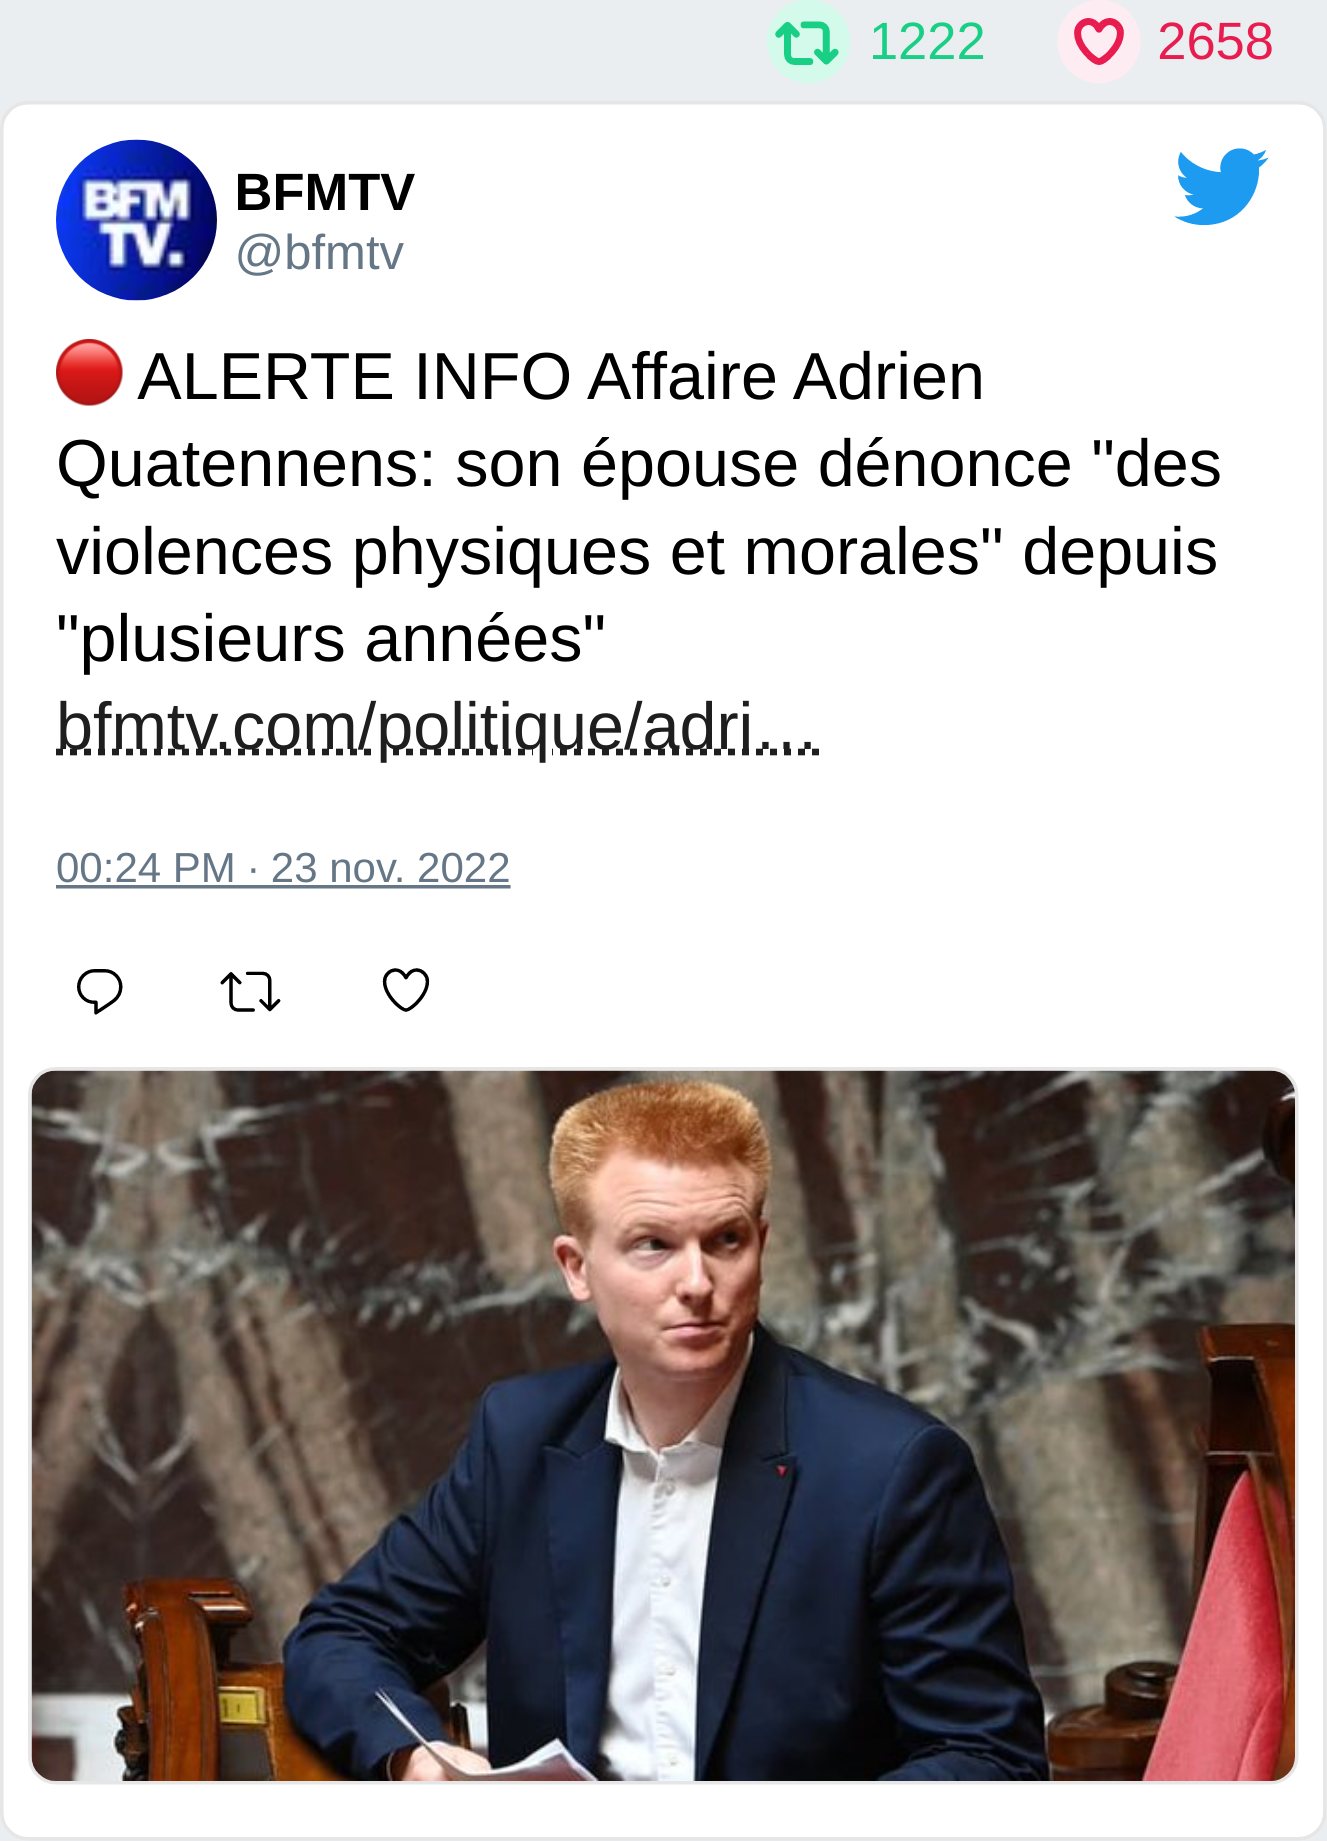 1222 2658
BFM
TV.
BFMTV
@bfmtv
🔴 ALERTE INFO Affaire Adrien
Quatennens: son épouse dénonce "des
violences physiques et morales" depuis
"plusieurs années"
bfmtv.com/politique/adri…
00:24 PM · 23 nov. 2022